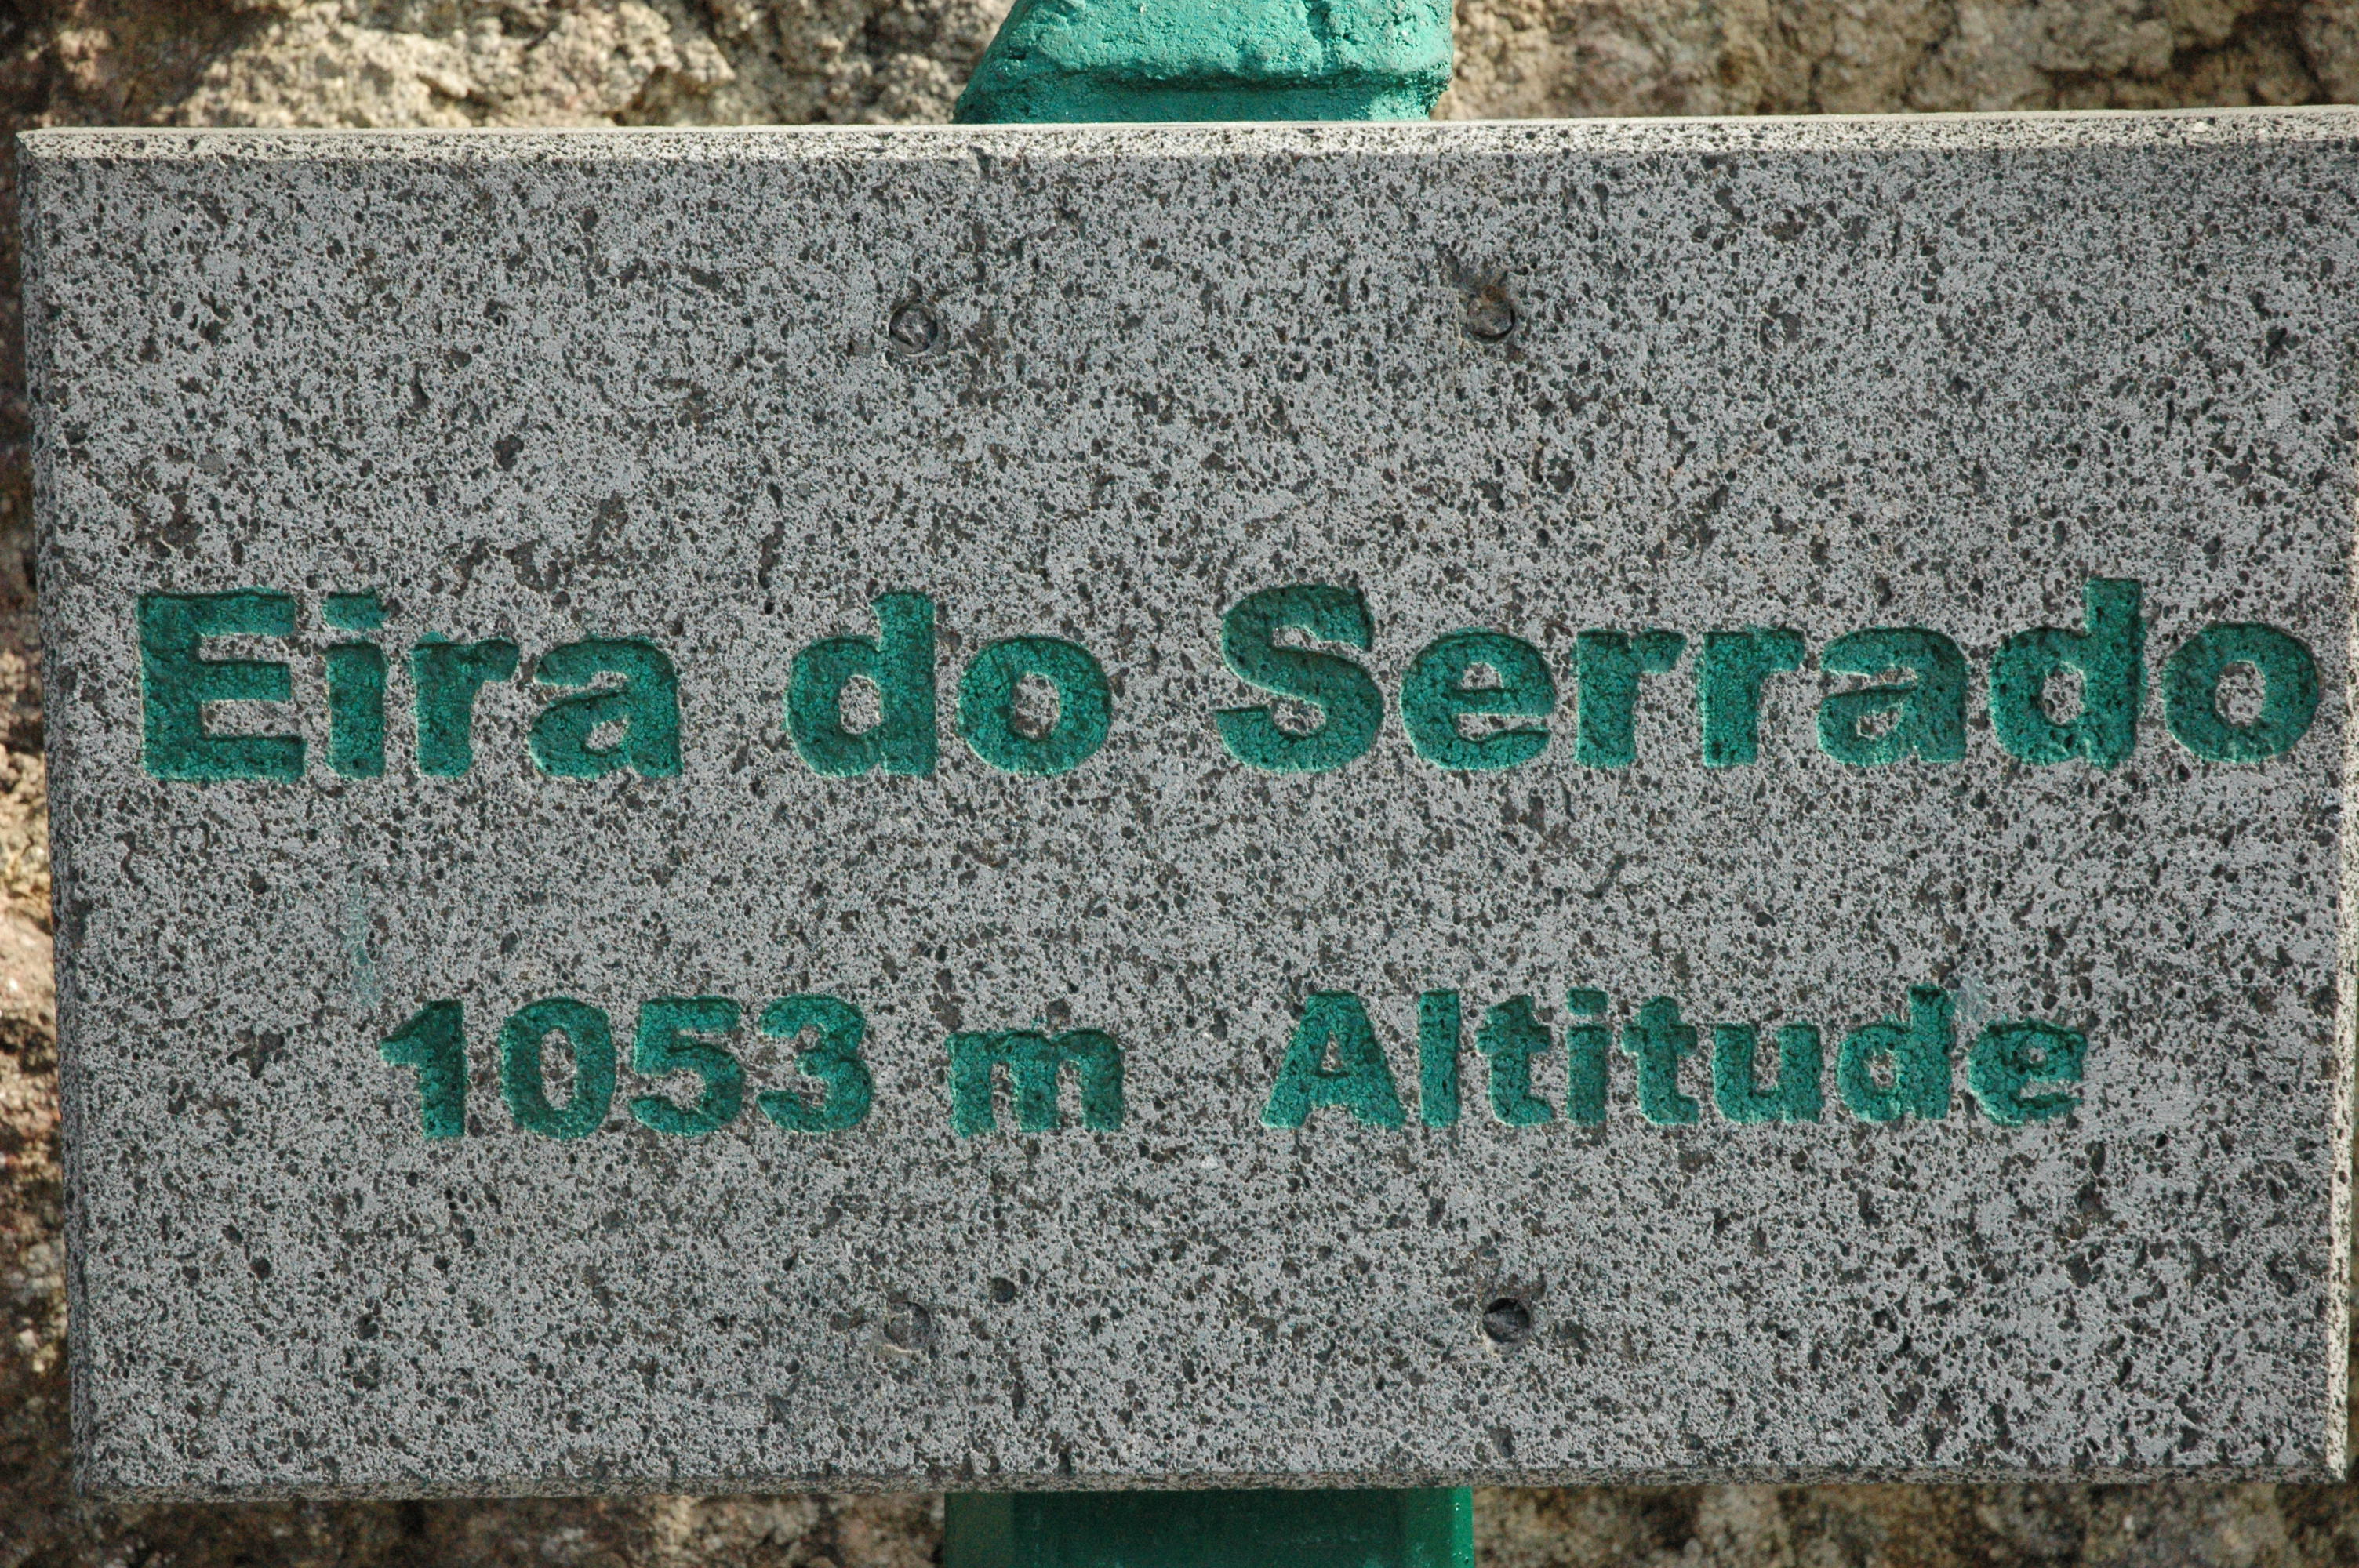 Eira do Serrado
1053 m Altitude